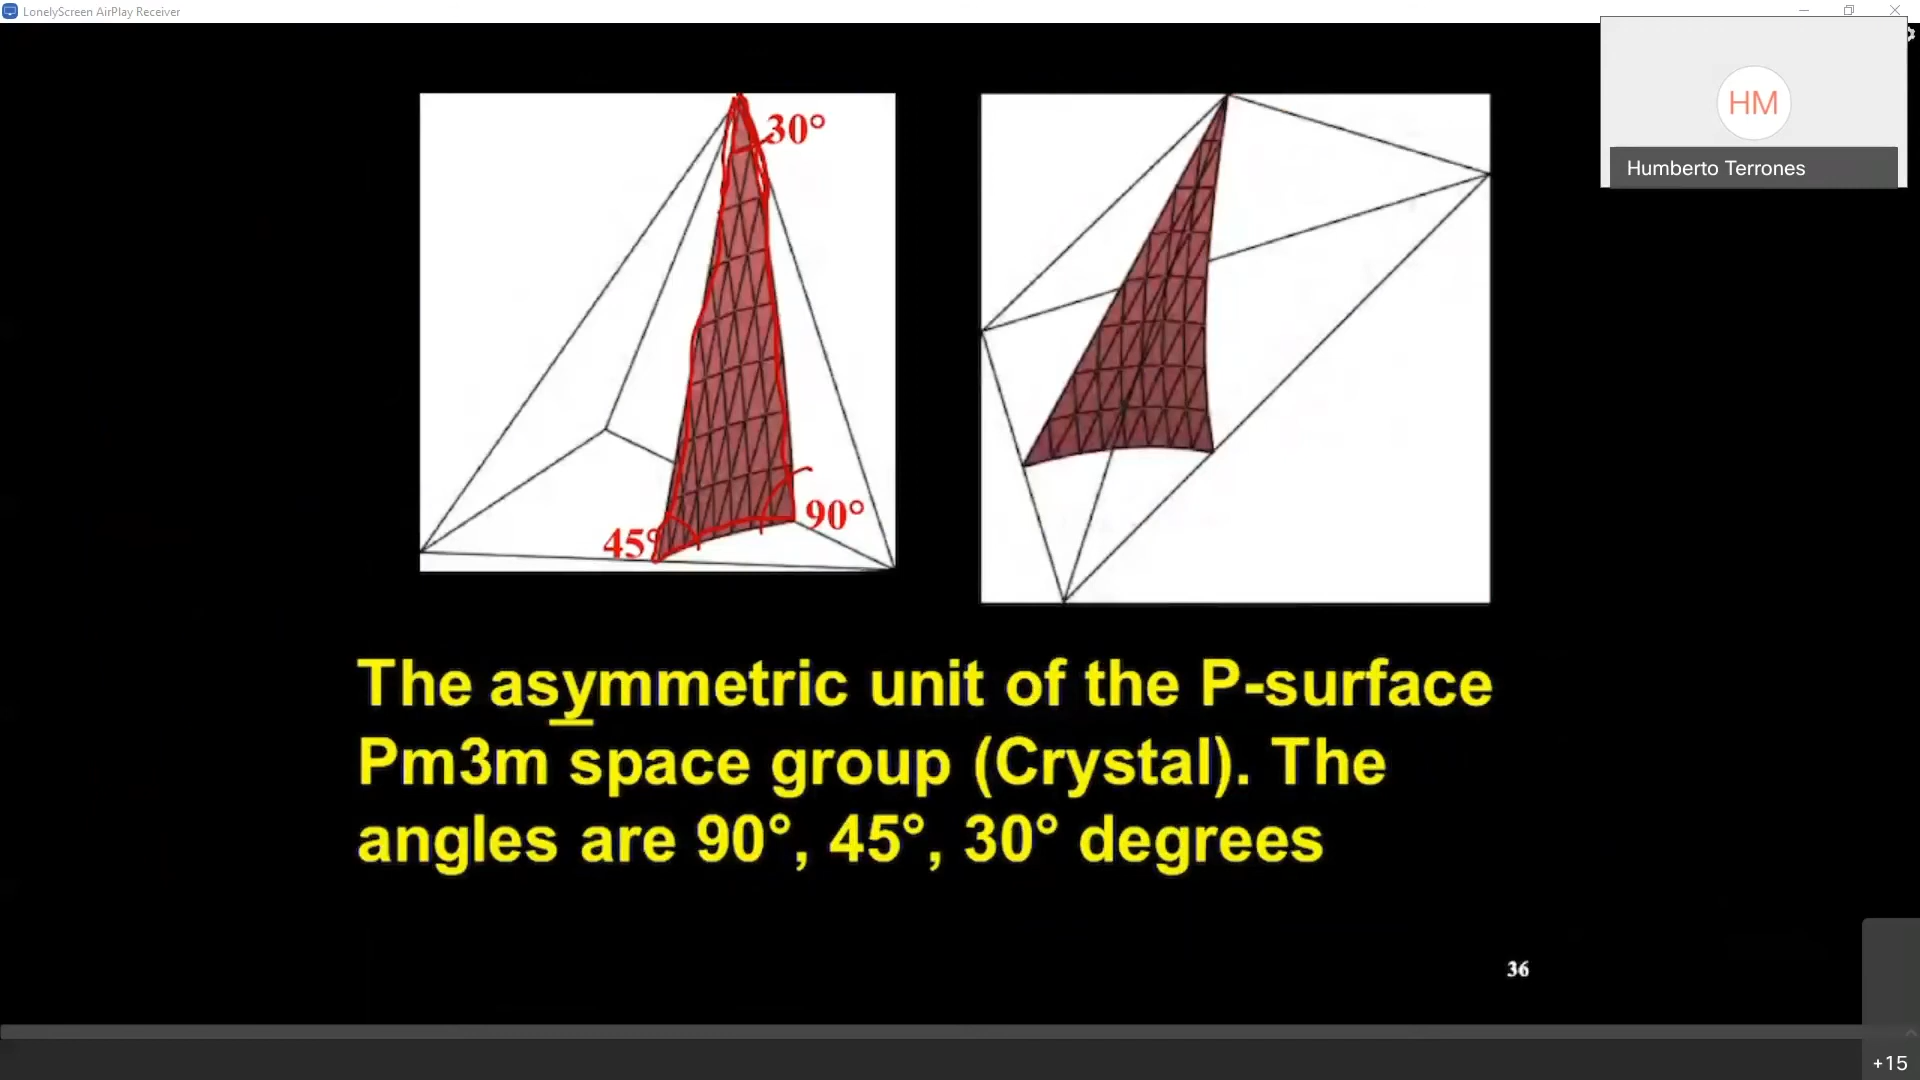 LonelyScreen AirPlay Receiver
HM
Humberto Terrones
30°
45°
90°
The asymmetric unit of the P-surface
Pm3m space group (Crystal). The
angles are 90°, 45°, 30° degrees
36
+15